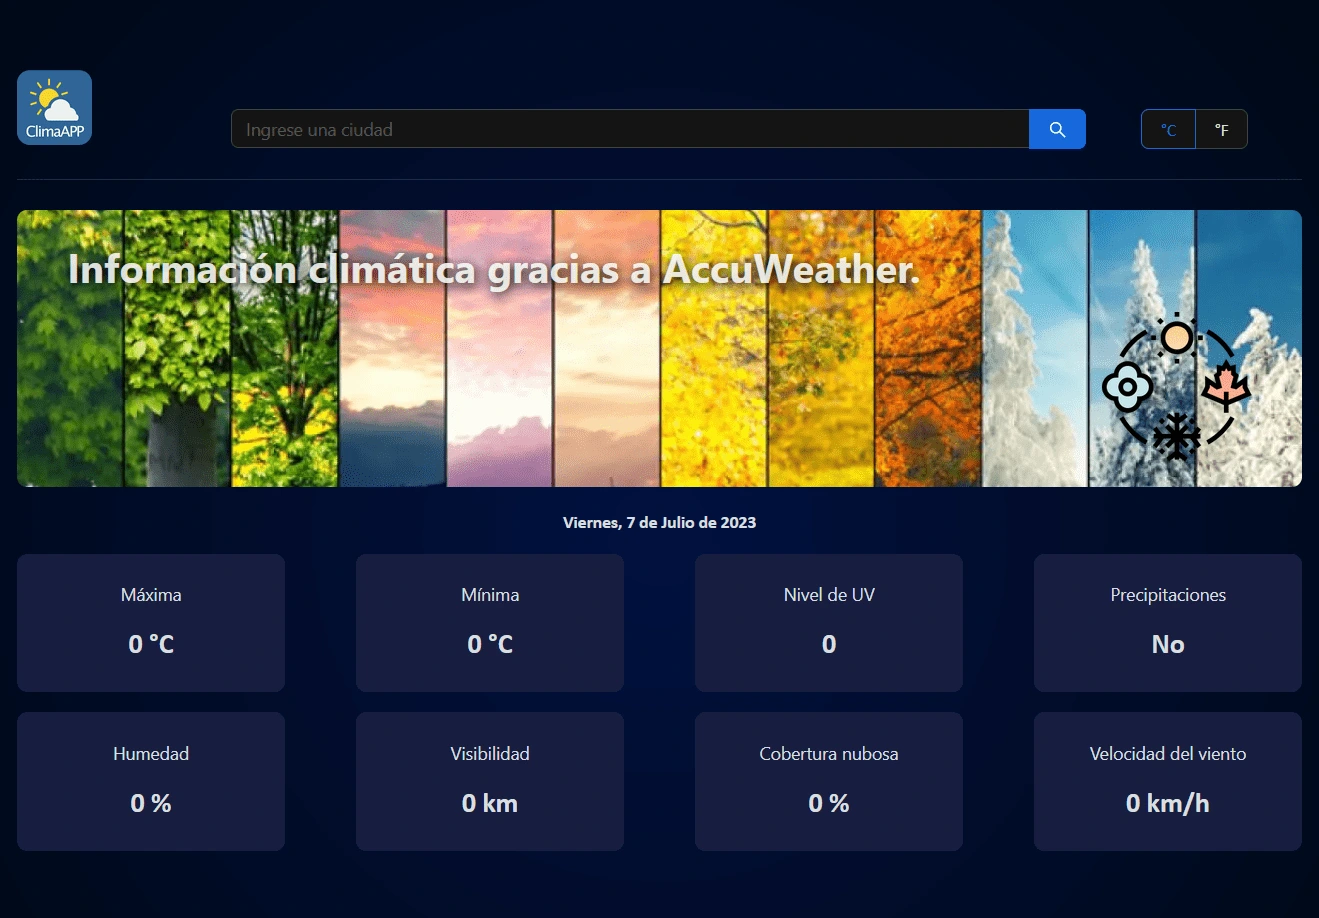 ClimaAPP
Ingrese una ciudad
°C
°F
Información climática gracias a AccuWeather.
Viernes, 7 de Julio de 2023
Máxima
0 °C
Mínima
0 °C
Nivel de UV
0
Precipitaciones
No
Humedad
0 %
Visibilidad
0 km
Cobertura nubosa
0 %
Velocidad del viento
0 km/h